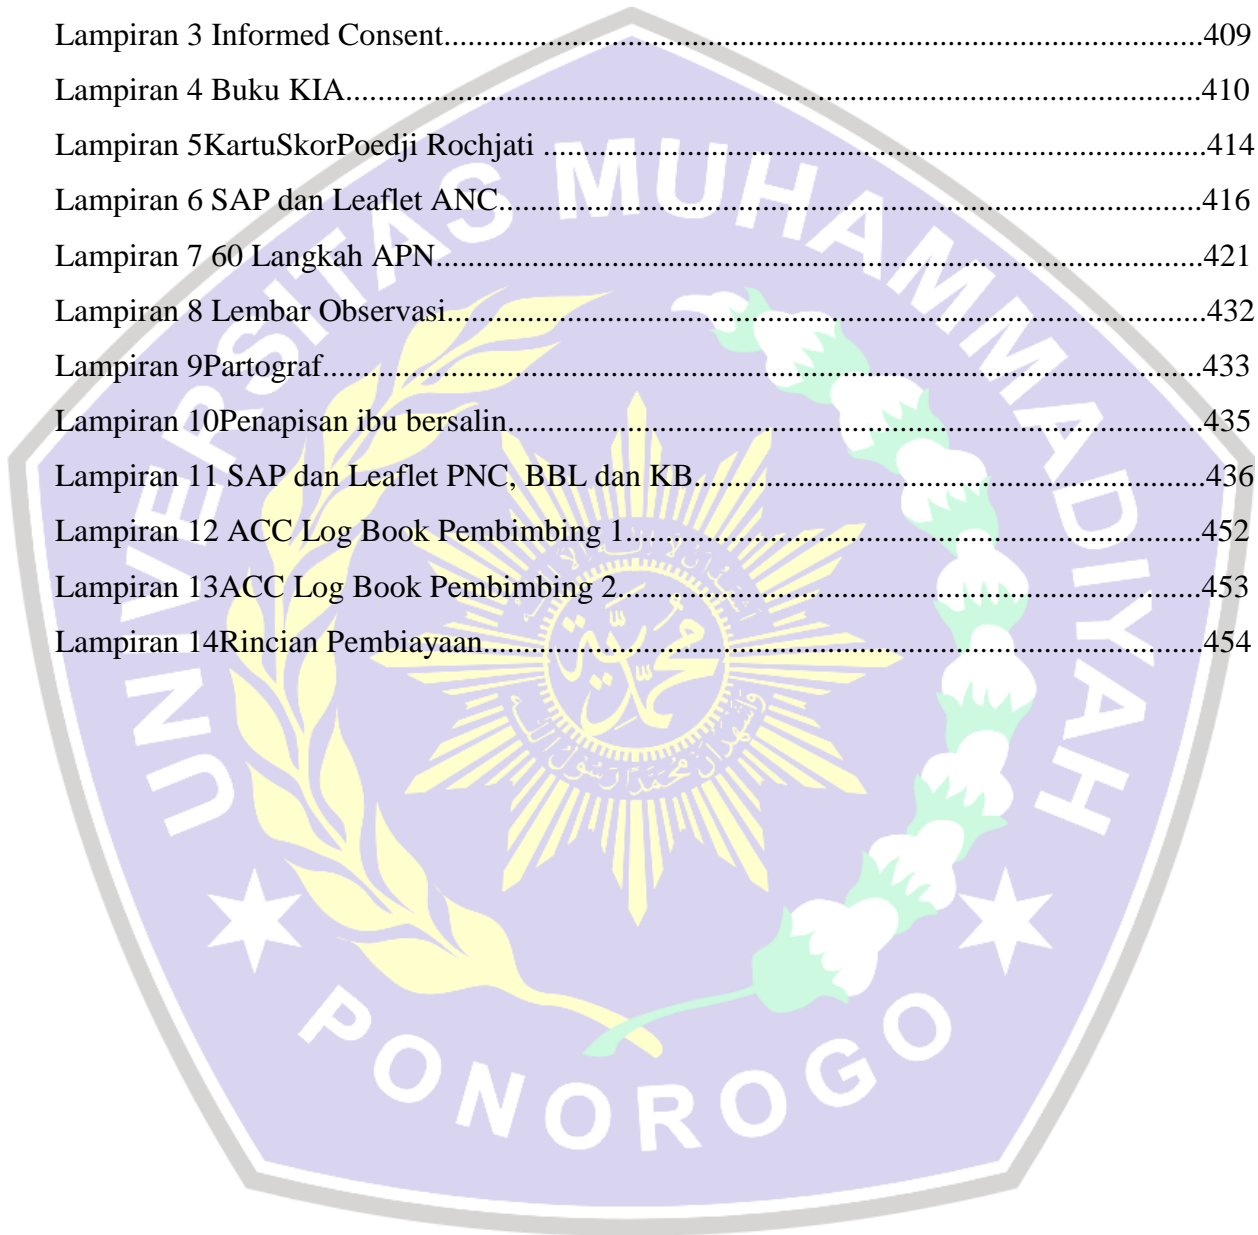 Lampiran 3 Informed Consent..............................................................................................409
Lampiran 4 Buku KIA..........................................................................................................410
Lampiran 5KartuSkorPoedji Rochjati ..................................................................................414
Lampiran 6 SAP dan Leaflet ANC.......................................................................................416
Lampiran 7 60 Langkah APN...............................................................................................421
Lampiran 8 Lembar Observasi..............................................................................................432
Lampiran 9Partograf.............................................................................................................433
Lampiran 10Penapisan ibu bersalin......................................................................................435
Lampiran 11 SAP dan Leaflet PNC, BBL dan KB...............................................................436
Lampiran 12 ACC Log Book Pembimbing 1.......................................................................452
Lampiran 13ACC Log Book Pembimbing 2.........................................................................453
Lampiran 14Rincian Pembiayaan.........................................................................................454
UNIVERSITAS MUHAMMADIYAH
PONOROGO
محمد